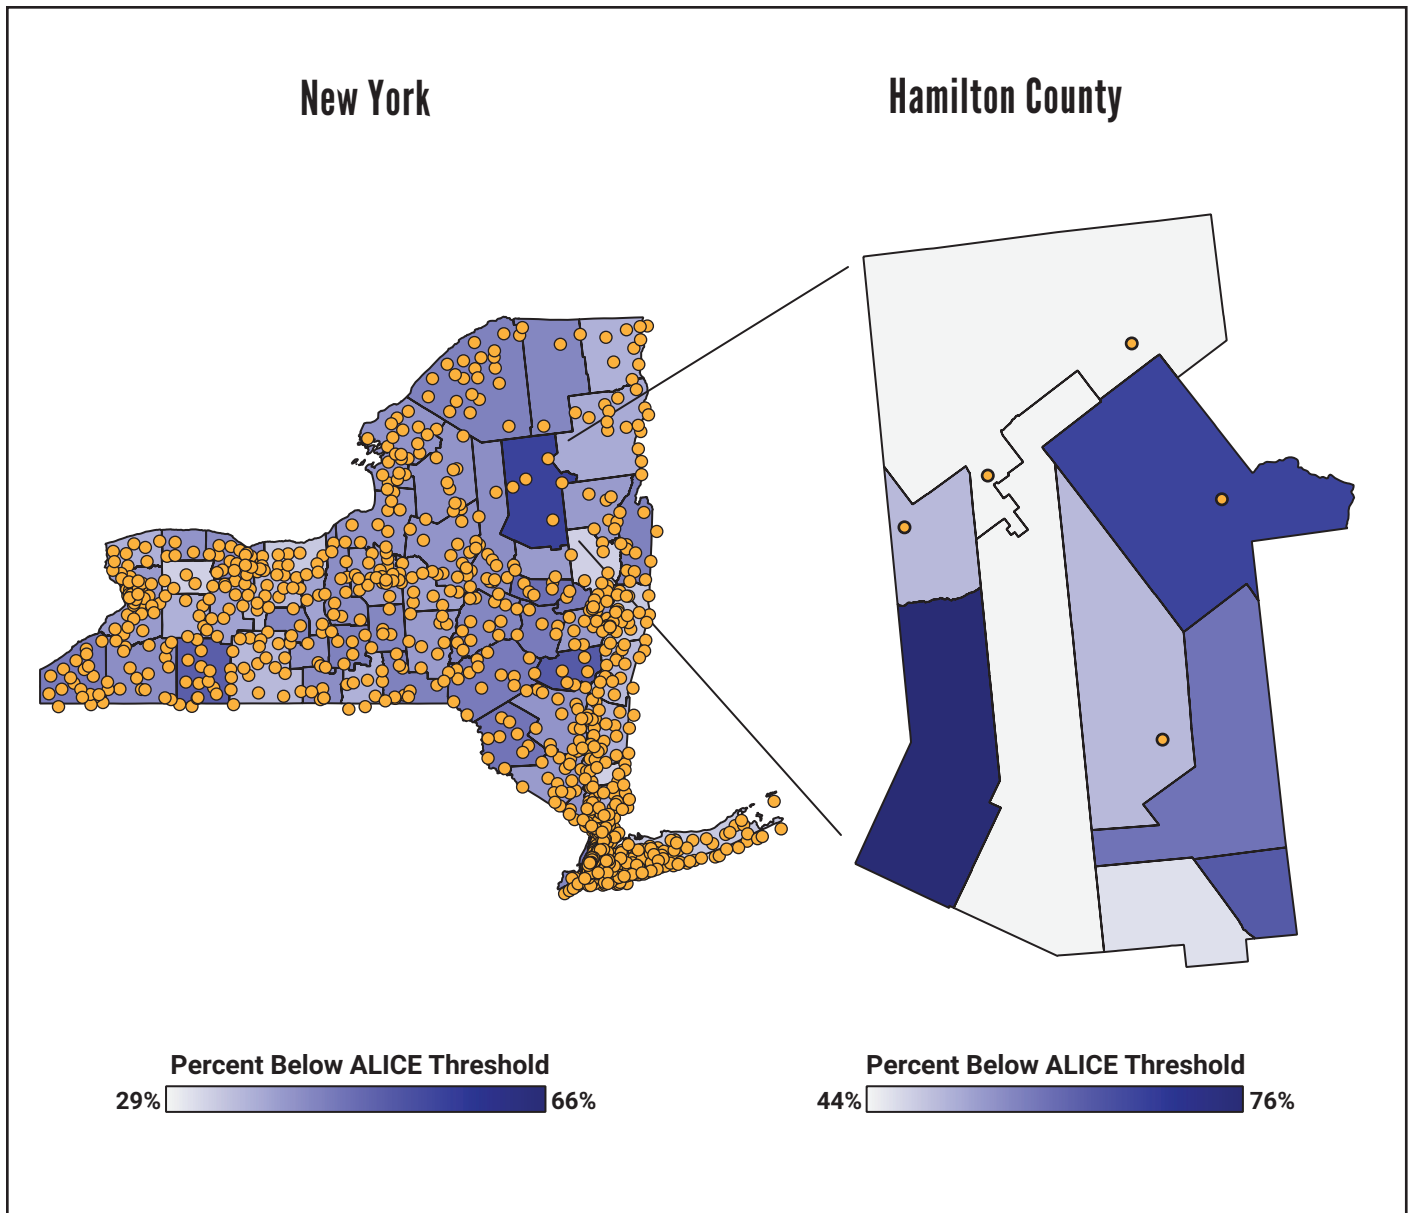 New York
Hamilton County
Percent Below ALICE Threshold
29% 66%
Percent Below ALICE Threshold
44% 76%